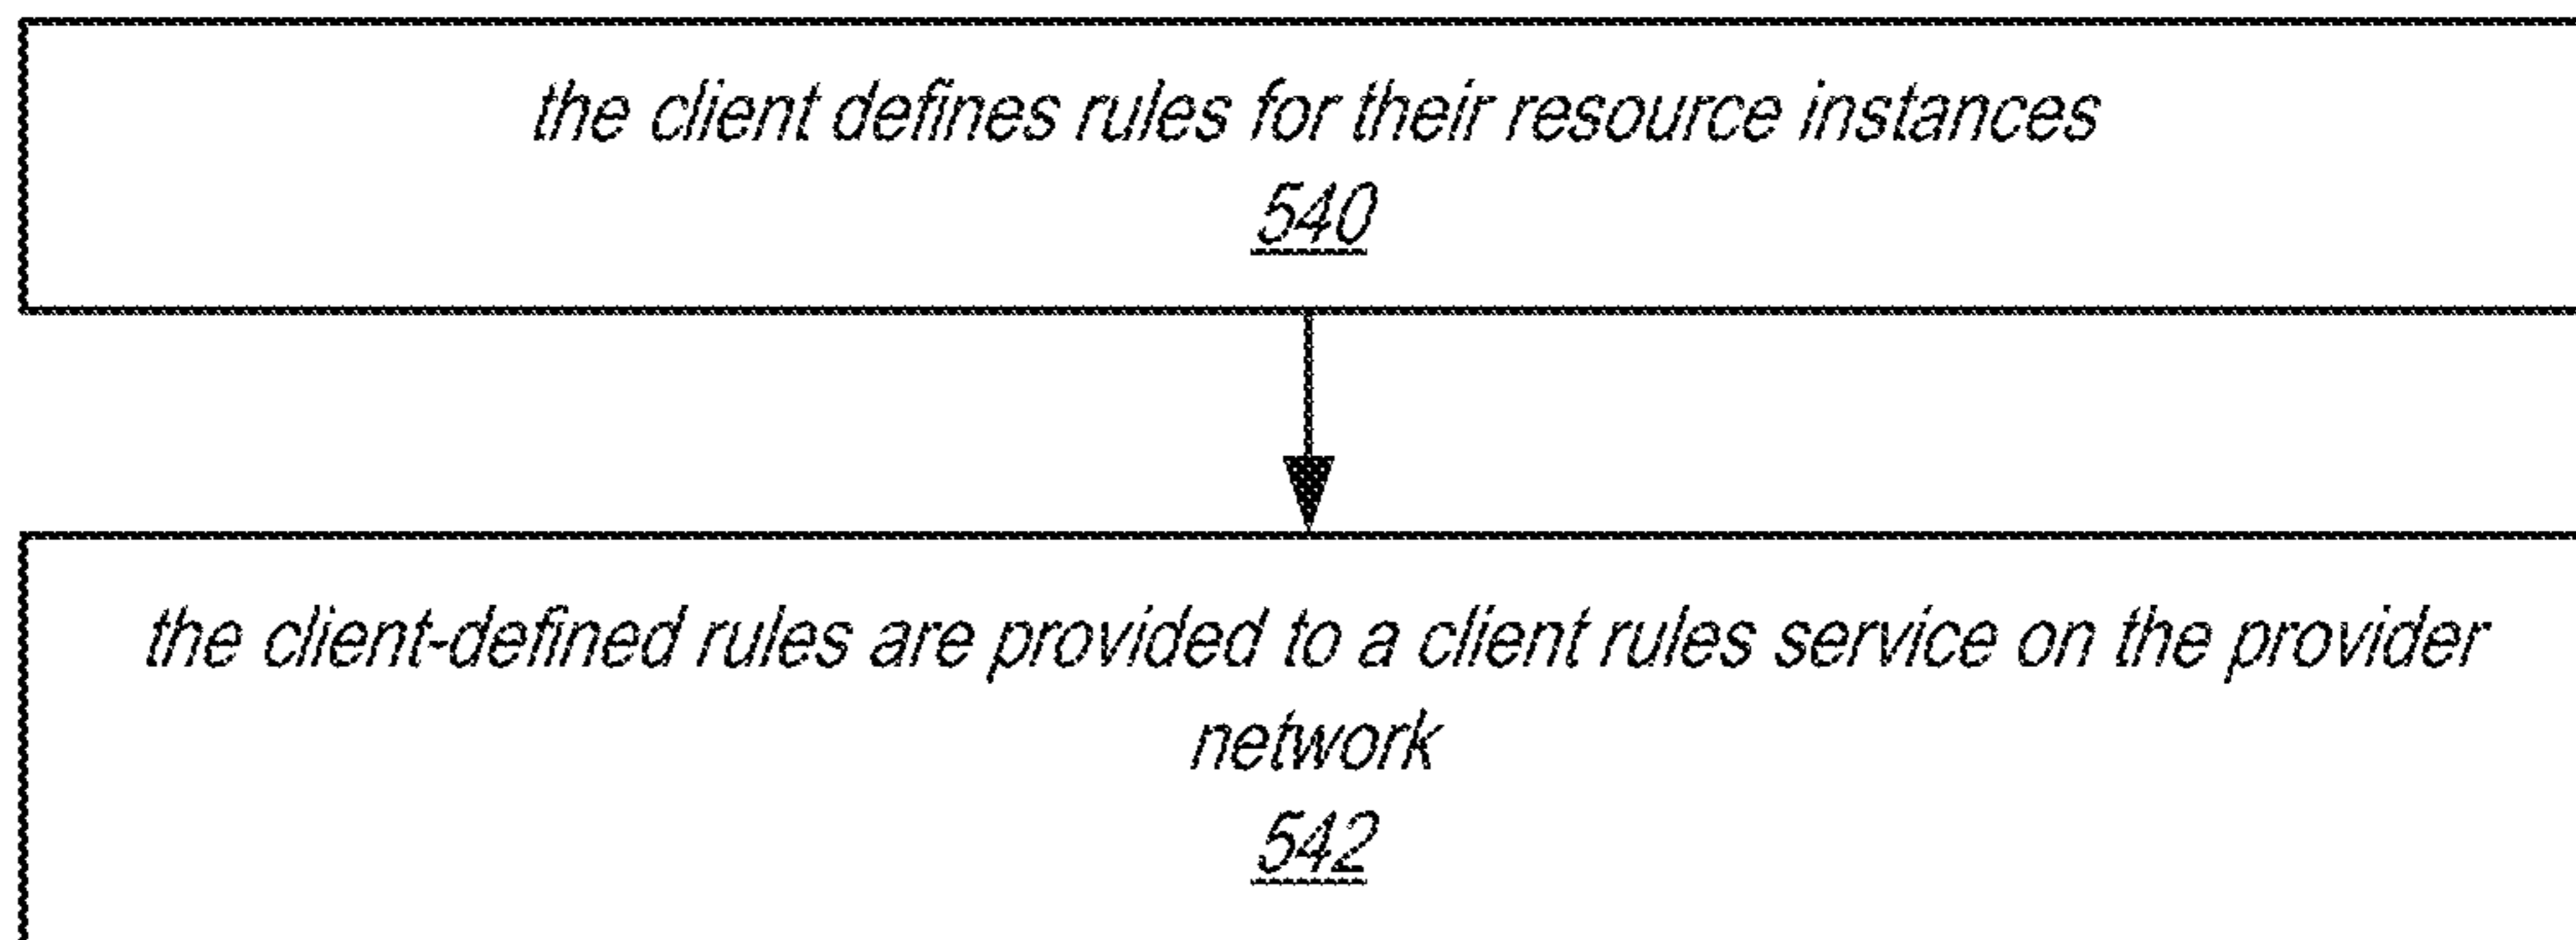 the client defines rules for their resource instances
540
the client-defined rules are provided to a client rules service on the provider
network
542